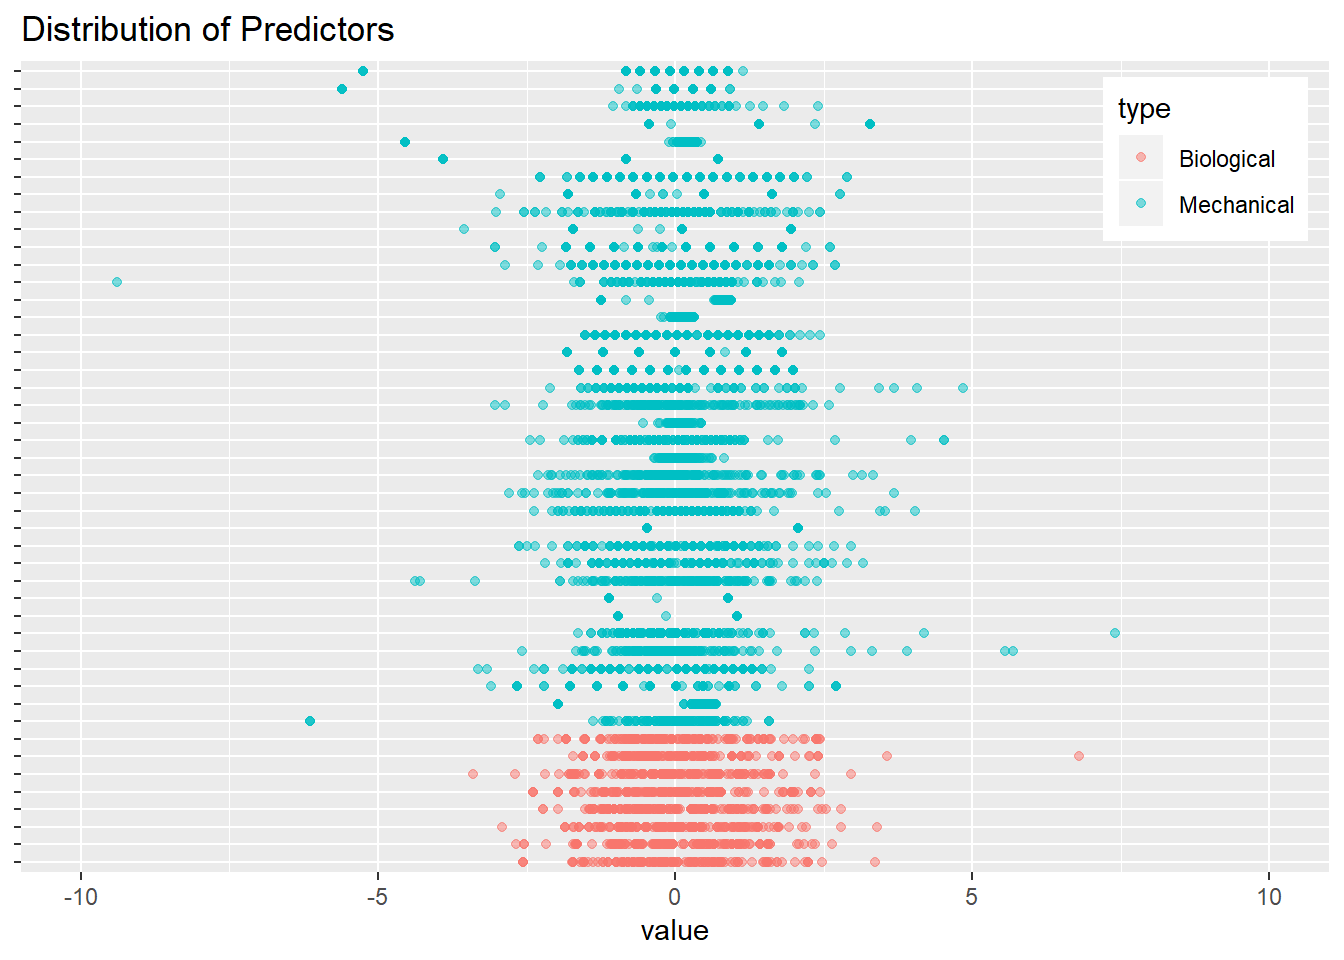 Distribution of Predictors
type
Biological
Mechanical
-10 -5 0 5 10
value